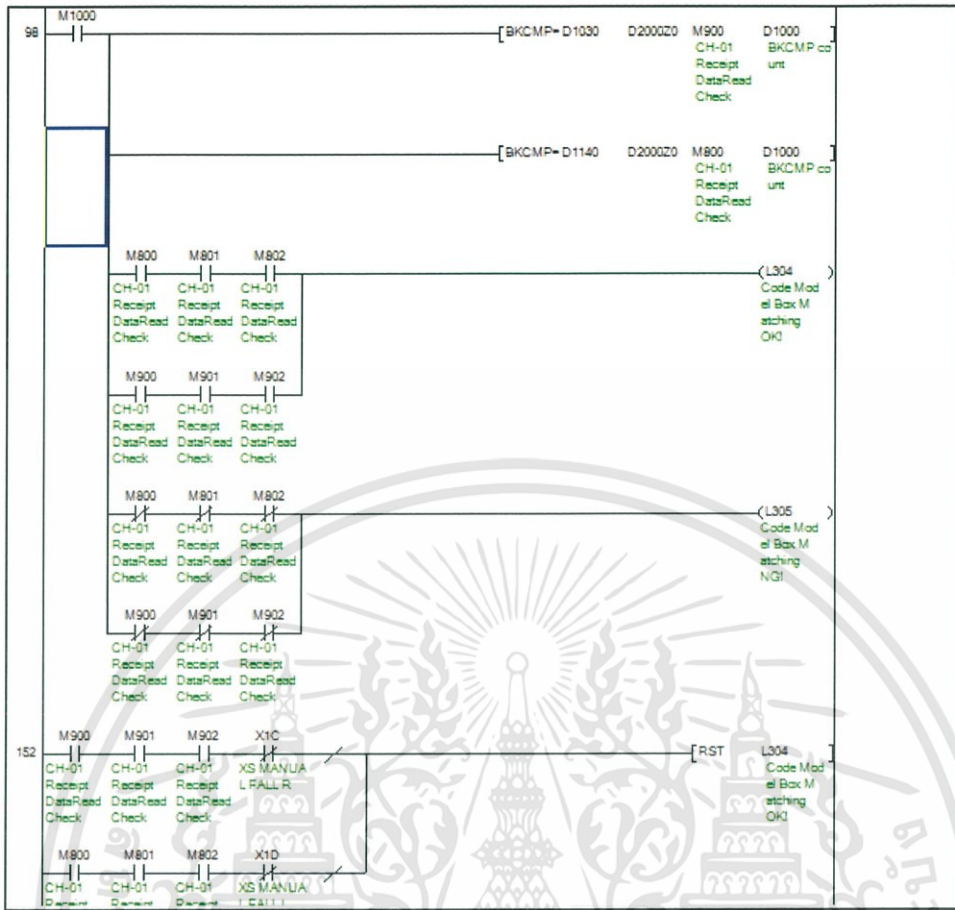 98 M1000 [ BKCMP= D1030 D2000Z0 M900 D1000 ]
CH-01 BKCMP co
Receipt unt
DataRead
Check
[ BKCMP= D1140 D2000Z0 M800 D1000 ]
CH-01 BKCMP co
Receipt unt
DataRead
Check
M800 M801 M802 (L304 )
CH-01 CH-01 CH-01 Code Mod
Receipt Receipt Receipt el Box M
DataRead DataRead DataRead atching
Check Check Check OK!
M900 M901 M902
CH-01 CH-01 CH-01
Receipt Receipt Receipt
DataRead DataRead DataRead
Check Check Check
M800 M801 M802 (L305 )
CH-01 CH-01 CH-01 Code Mod
Receipt Receipt Receipt el Box M
DataRead DataRead DataRead atching
Check Check Check NG!
M900 M901 M902
CH-01 CH-01 CH-01
Receipt Receipt Receipt
DataRead DataRead DataRead
Check Check Check
152 M900 M901 M902 X1C [ RST L304 ]
CH-01 CH-01 CH-01 XS MANUA Code Mod
Receipt Receipt Receipt L FALL R el Box M
DataRead DataRead DataRead atching
Check Check Check OK!
M800 M801 M802 X1D
CH-01 CH-01 CH-01 XS MANUA
Receipt Receipt Receipt L FALL L